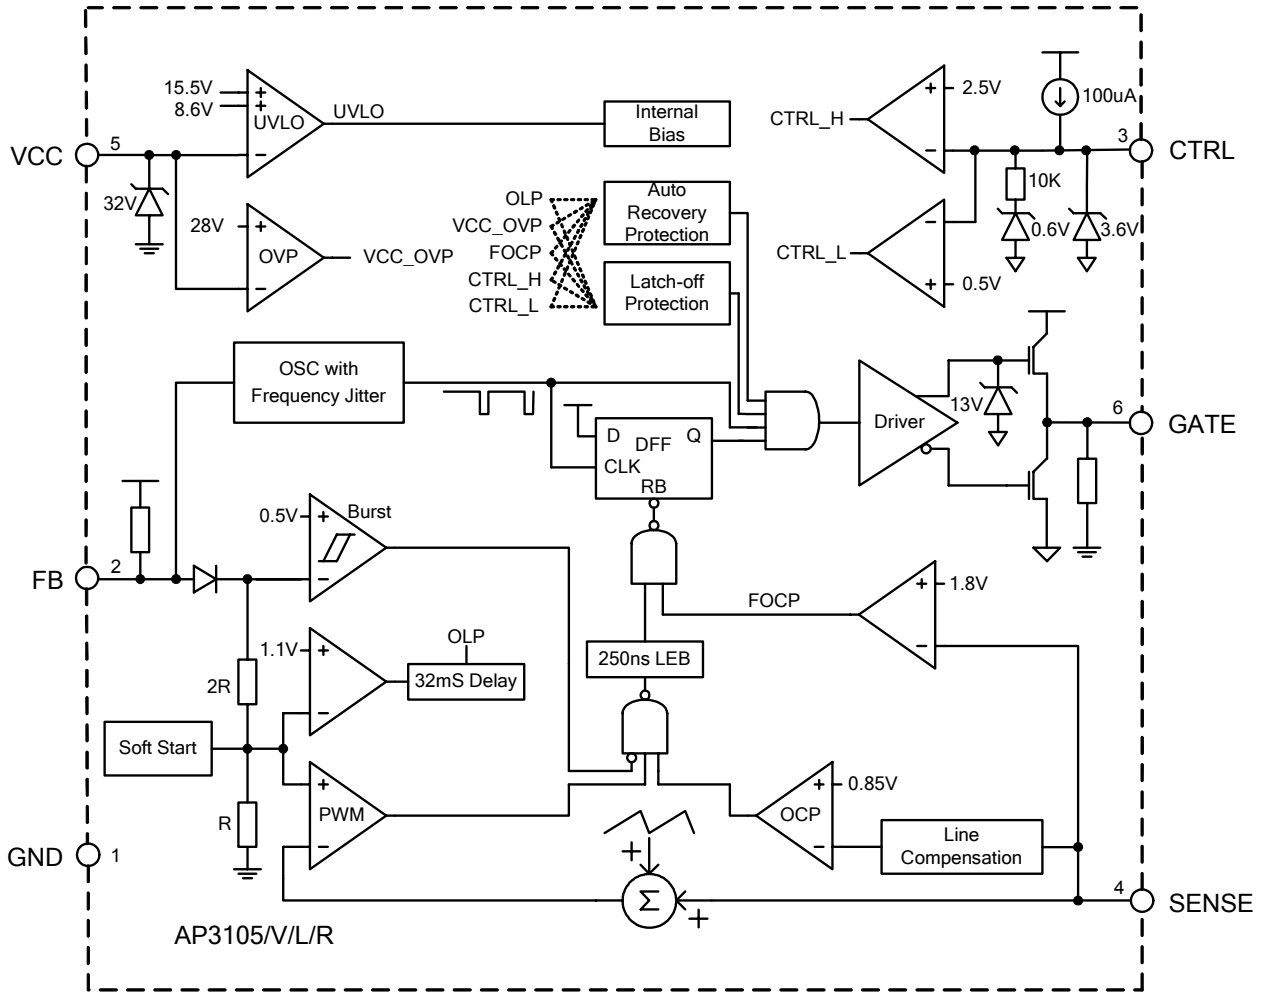 15.5V
8.6V
+
+
UVLO
−
UVLO
Internal
Bias
CTRL_H
+
−
2.5V
100uA
5
VCC
3
CTRL
32V
28V
+
OVP
−
VCC_OVP
OLP
VCC_OVP
FOCP
CTRL_H
CTRL_L
Auto
Recovery
Protection
Latch-off
Protection
10K
0.6V
3.6V
CTRL_L
−
+
0.5V
OSC with
Frequency Jitter
D
DFF
Q
CLK
RB
Driver
13V
6
GATE
0.5V
+
Burst
−
2
FB
FOCP
+
1.8V
−
1.1V
+
−
OLP
32mS Delay
250ns LEB
2R
Soft Start
+
PWM
−
R
+
0.85V
OCP
−
Line
Compensation
GND
1
+
Σ
+
4
SENSE
AP3105/V/L/R